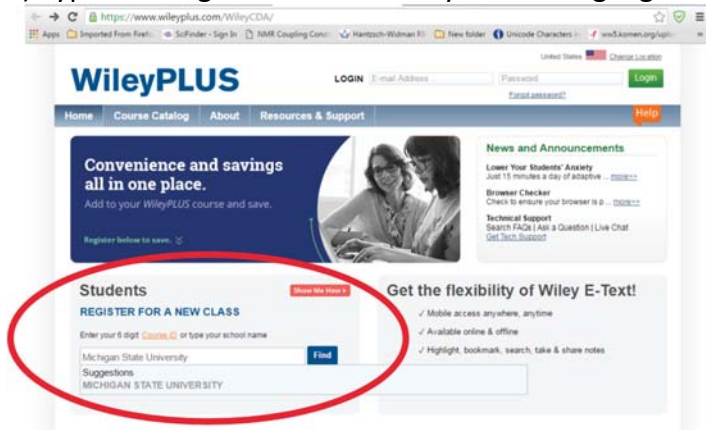 https://www.wileyplus.com/WileyCDA/
Apps Imported From Firefo SciFinder - Sign In NMR Coupling Const Hantzsch-Widman R New folder Unicode Characters i ww5.komen.org/uplo
United States Change Location
WileyPLUS
LOGIN E-mail Address Password Login
Forgot password?
Home Course Catalog About Resources & Support Help
Convenience and savings
all in one place.
Add to your WileyPLUS course and save.
Register below to save.
News and Announcements
Lower Your Students' Anxiety
Just 15 minutes a day of adaptive ... more>>
Browser Checker
Check to ensure your browser is p ... more>>
Technical Support
Search FAQs | Ask a Question | Live Chat
Get Tech Support
Students Show Me How
REGISTER FOR A NEW CLASS
Enter your 6 digit Course ID or type your school name
Michigan State University Find
Suggestions
MICHIGAN STATE UNIVERSITY
Get the flexibility of Wiley E-Text!
✓ Mobile access anywhere, anytime
✓ Available online & offline
✓ Highlight, bookmark, search, take & share notes